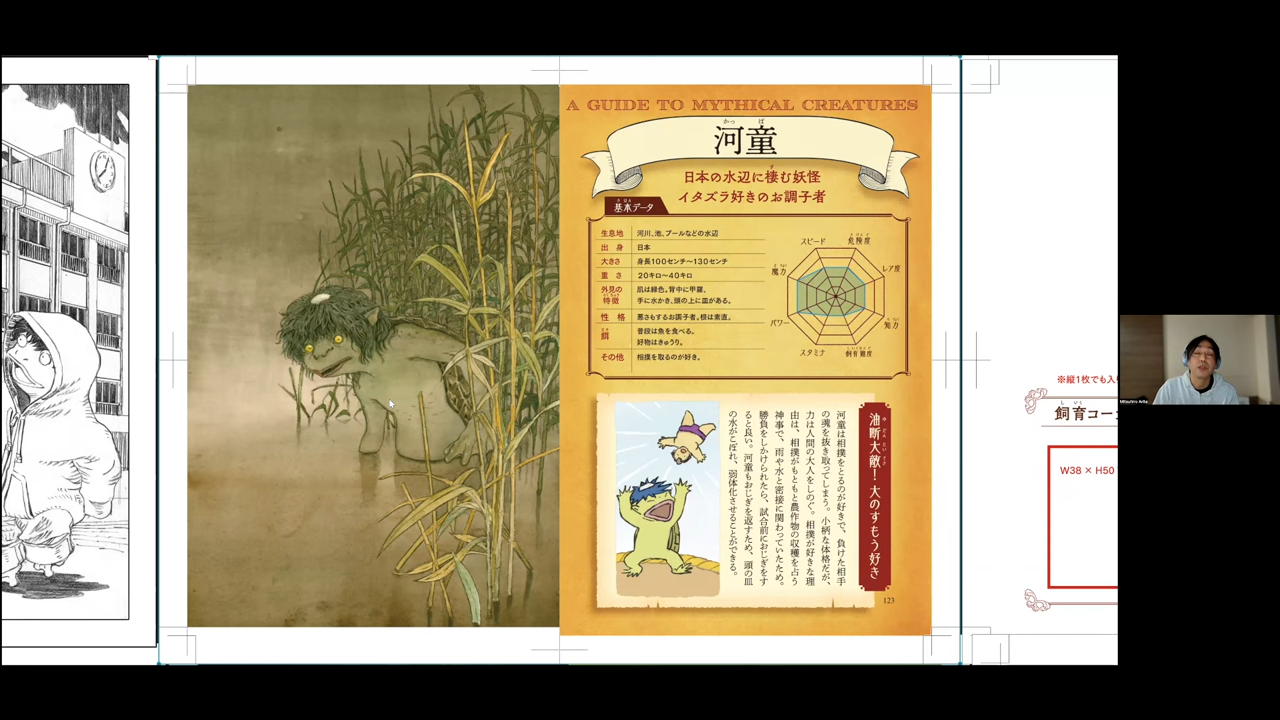 A GUIDE TO MYTHICAL CREATURES
かっぱ
河童
日本の水辺に棲む妖怪
イタズラ好きのお調子者
基本データ
生息地 河川、池、プールなどの水辺
出身 日本
大きさ 身長100センチ〜130センチ
重さ 20キロ〜40キロ
外見の特徴 肌は緑色。背中に甲羅、
手に水かき、頭の上に皿がある。
性格 悪さもするお調子者。根は素直。
餌 普段は魚を食べる。
好物はきゅうり。
その他 相撲を取るのが好き。
スピード
危険度
レア度
知力
飼育難度
スタミナ
パワー
魔力
油断大敵！大のすもう好き
河童は相撲をとるのが好きで、負けた相手
の魂を抜き取ってしまう。小柄な体格だが、
力は人間の大人をしのぐ。相撲が好きな理
由は、相撲がもともと農作物の収穫を占う
神事で、雨や水と密接に関わっていたため。
勝負をしかけられたら、試合前におじぎをす
ると良い。河童もおじぎを返すため、頭の皿
の水がこぼれ、弱体化させることができる。
123
※縦1枚でも入
しいく
飼育コー
W38 × H50
Mitsuhiro Arita